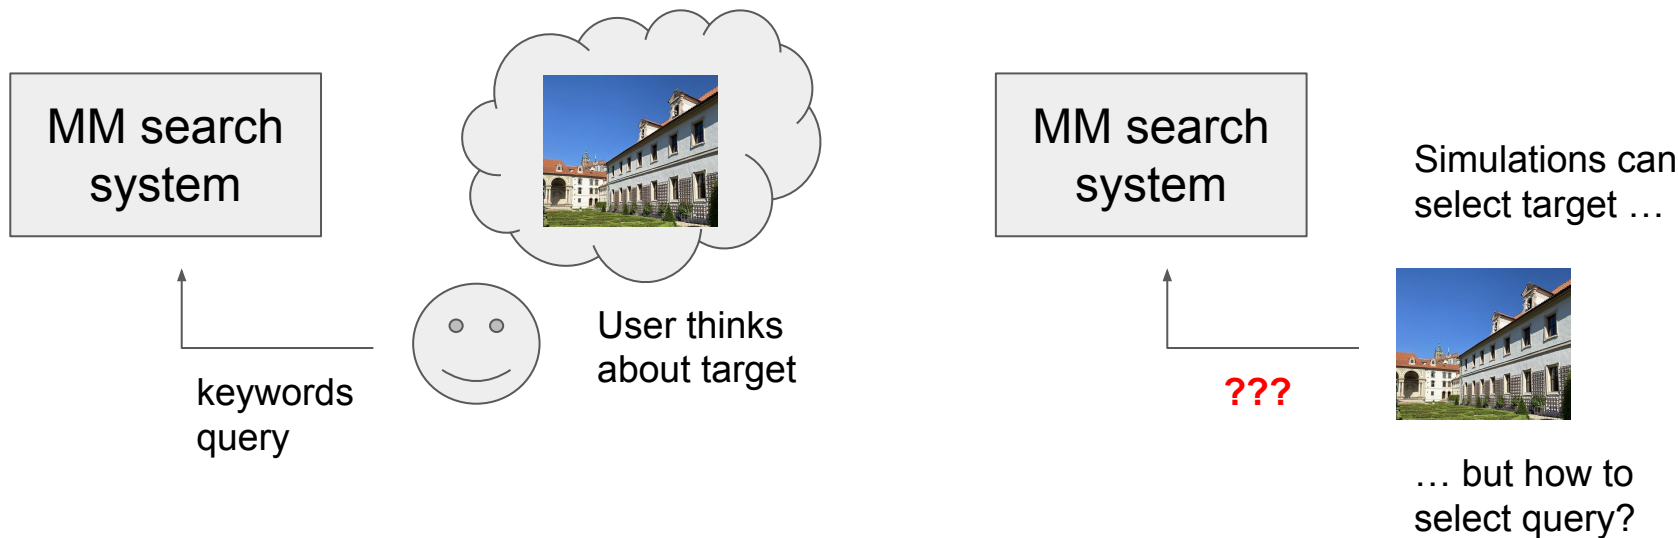 MM search
system
User thinks
about target
keywords
query
MM search
system
Simulations can
select target …
???
… but how to
select query?